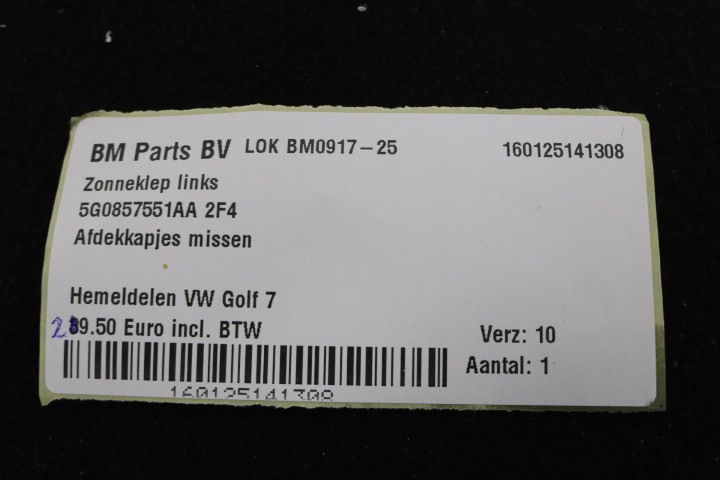 BM Parts BV LOK BM0917-25 160125141308
Zonneklep links
5G0857551AA 2F4
Afdekkapjes missen
Hemeldelen VW Golf 7
29.50 Euro incl. BTW
Verz: 10
Aantal: 1
160125141308